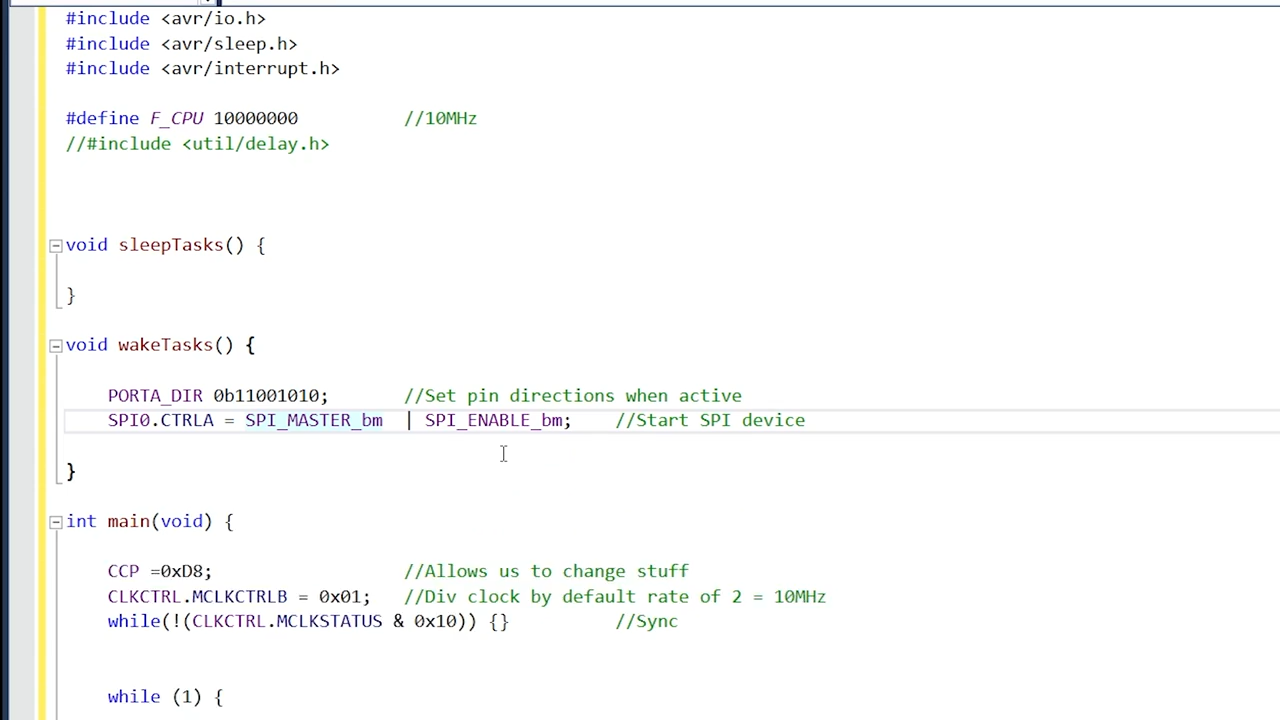 #include <avr/io.h>
#include <avr/sleep.h>
#include <avr/interrupt.h>
#define F_CPU 10000000 //10MHz
//#include <util/delay.h>
void sleepTasks() {
}
void wakeTasks() {
PORTA_DIR 0b11001010; //Set pin directions when active
SPI0.CTRLA = SPI_MASTER_bm | SPI_ENABLE_bm; //Start SPI device
}
int main(void) {
CCP =0xD8; //Allows us to change stuff
CLKCTRL.MCLKCTRLB = 0x01; //Div clock by default rate of 2 = 10MHz
while(!(CLKCTRL.MCLKSTATUS & 0x10)) {} //Sync
while (1) {